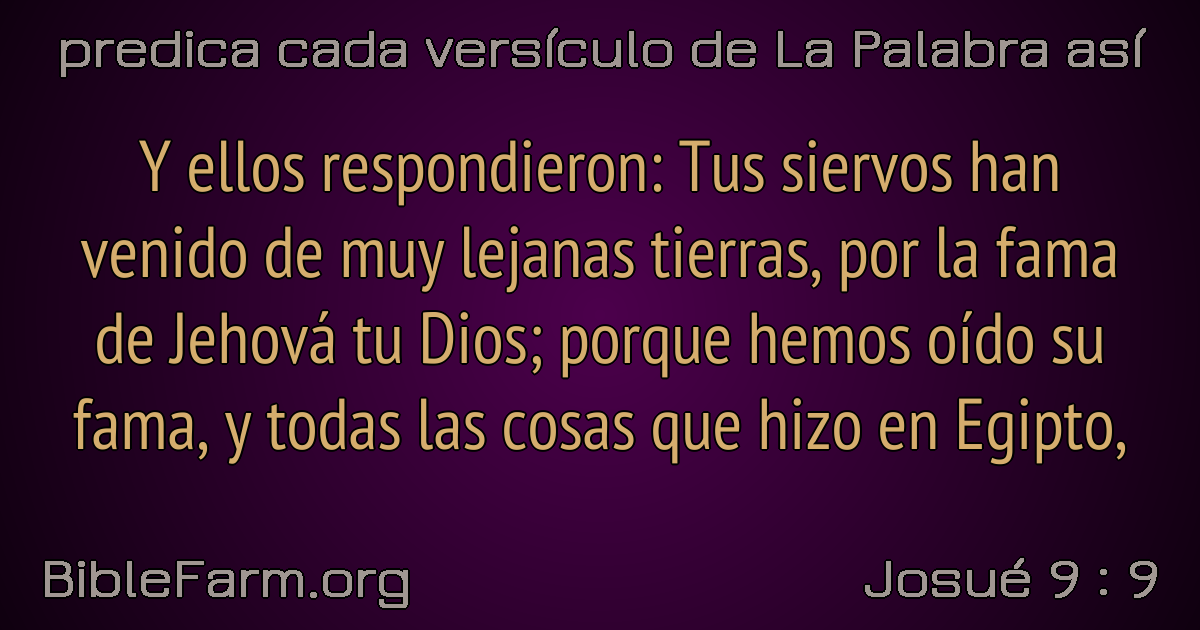 predica cada versículo de La Palabra así
Y ellos respondieron: Tus siervos han
venido de muy lejanas tierras, por la fama
de Jehová tu Dios; porque hemos oído su
fama, y todas las cosas que hizo en Egipto,
BibleFarm.org
Josué 9 : 9